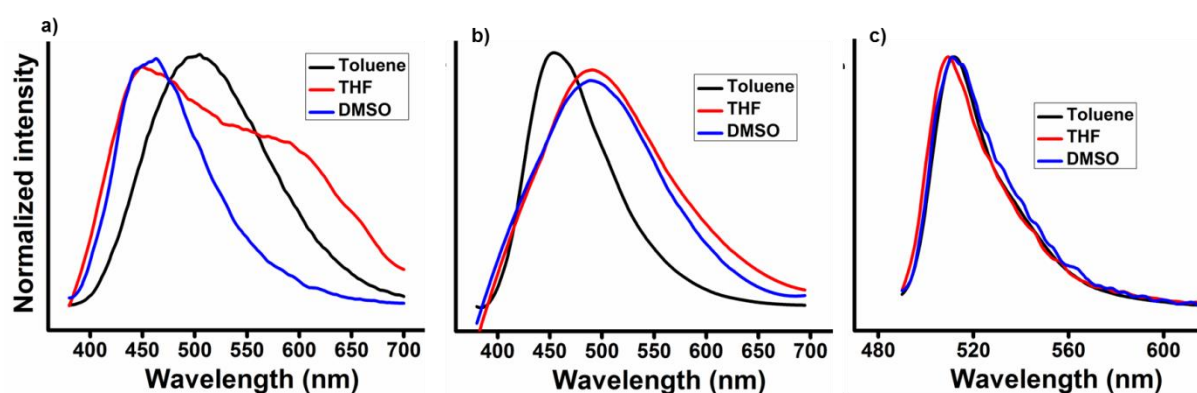 a)
Toluene
THF
DMSO
Normalized intensity
400 450 500 550 600 650 700
Wavelength (nm)
b)
Toluene
THF
DMSO
400 450 500 550 600 650 700
Wavelength (nm)
c)
Toluene
THF
DMSO
480 520 560 600
Wavelength (nm)